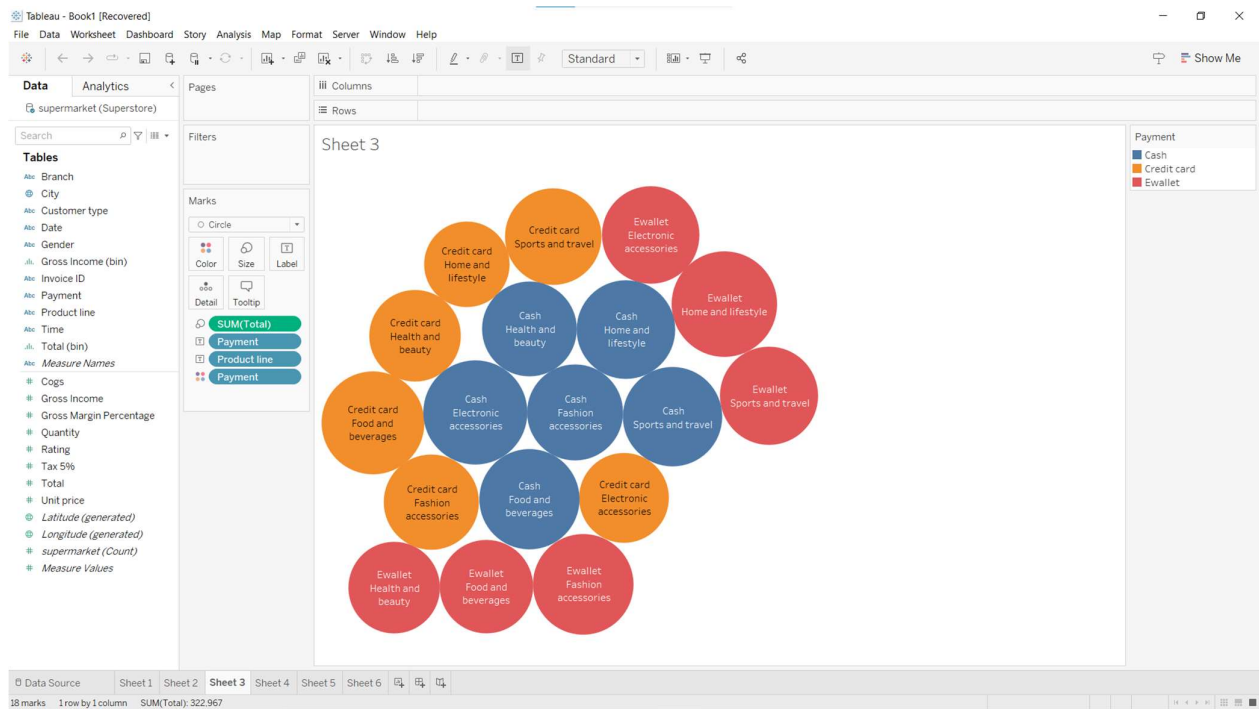 Tableau - Book1 [Recovered]
File Data Worksheet Dashboard Story Analysis Map Format Server Window Help
Standard
Show Me
Data Analytics
supermarket (Superstore)
Search
Tables
Abc Branch
City
Abc Customer type
Abc Date
Abc Gender
Gross Income (bin)
Abc Invoice ID
Abc Payment
Abc Product line
Abc Time
Total (bin)
Abc Measure Names
# Cogs
# Gross Income
# Gross Margin Percentage
# Quantity
# Rating
# Tax 5%
# Total
# Unit price
Latitude (generated)
Longitude (generated)
# supermarket (Count)
# Measure Values
Pages
Filters
Marks
Circle
Color Size Label
Detail Tooltip
SUM(Total)
Payment
Product line
Payment
Columns
Rows
Sheet 3
Credit card
Sports and travel
Ewallet
Electronic
accessories
Credit card
Home and
lifestyle
Ewallet
Home and lifestyle
Credit card
Health and
beauty
Cash
Health and
beauty
Cash
Home and
lifestyle
Ewallet
Sports and travel
Credit card
Food and
beverages
Cash
Electronic
accessories
Cash
Fashion
accessories
Cash
Sports and travel
Credit card
Fashion
accessories
Cash
Food and
beverages
Credit card
Electronic
accessories
Ewallet
Health and
beauty
Ewallet
Food and
beverages
Ewallet
Fashion
accessories
Payment
Cash
Credit card
Ewallet
Data Source Sheet 1 Sheet 2 Sheet 3 Sheet 4 Sheet 5 Sheet 6
18 marks 1 row by 1 column SUM(Total): 322,967